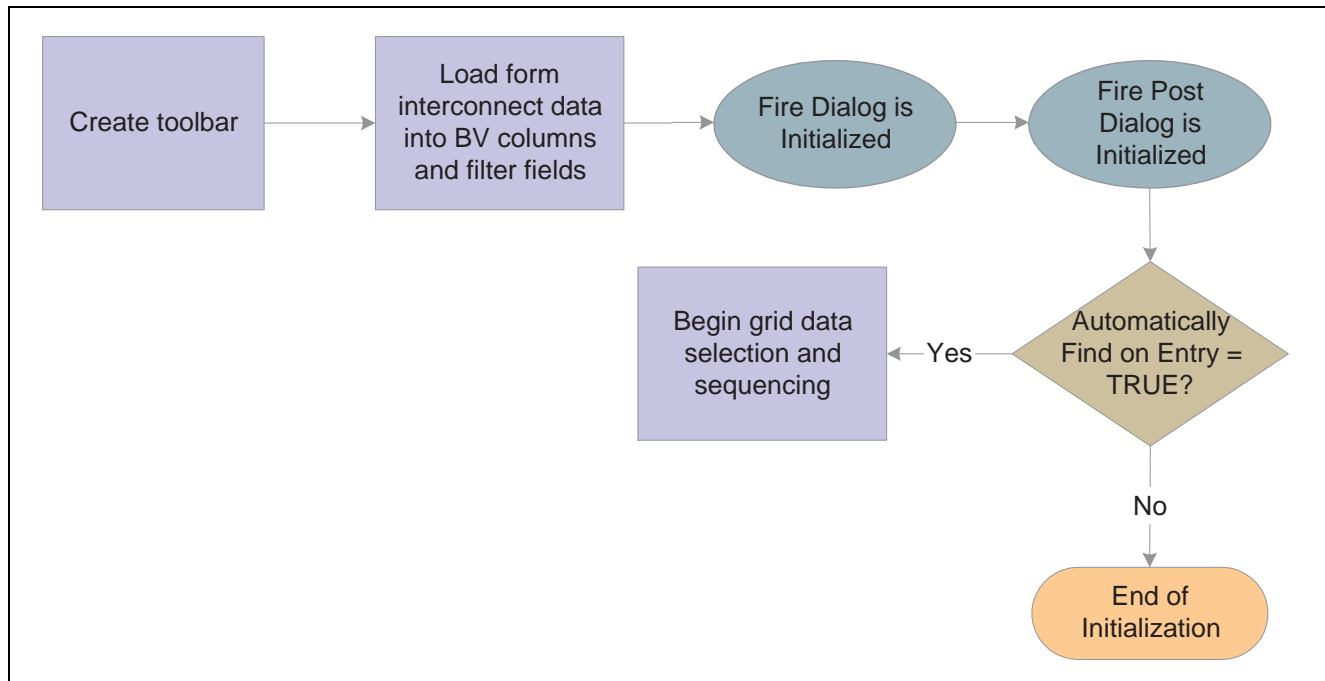 Create toolbar
Load form
interconnect data
into BV columns
and filter fields
Fire Dialog is
Initialized
Fire Post
Dialog is
Initialized
Automatically
Find on Entry =
TRUE?
Yes
Begin grid data
selection and
sequencing
No
End of
Initialization